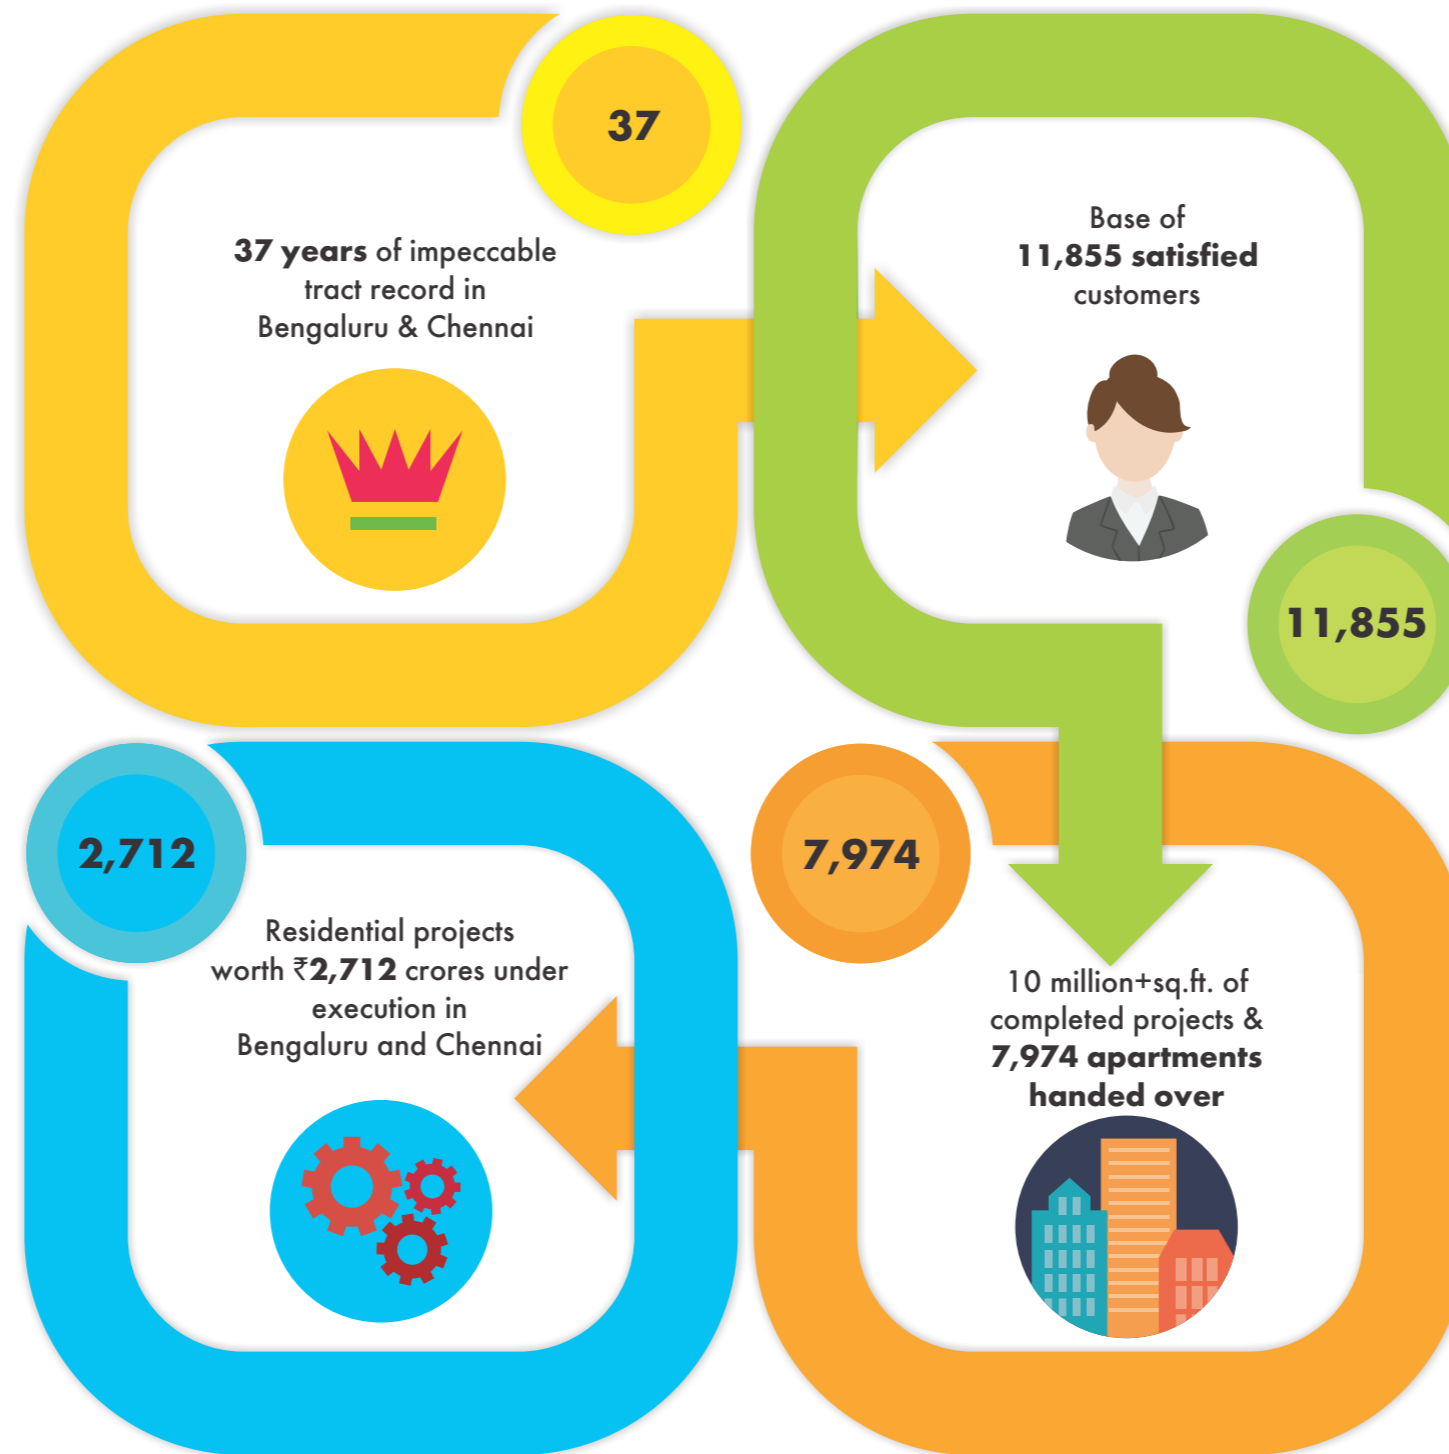 37
37 years of impeccable
tract record in
Bengaluru & Chennai
Base of
11,855 satisfied
customers
11,855
7,974
10 million+sq.ft. of
completed projects &
7,974 apartments
handed over
2,712
Residential projects
worth ₹2,712 crores under
execution in
Bengaluru and Chennai